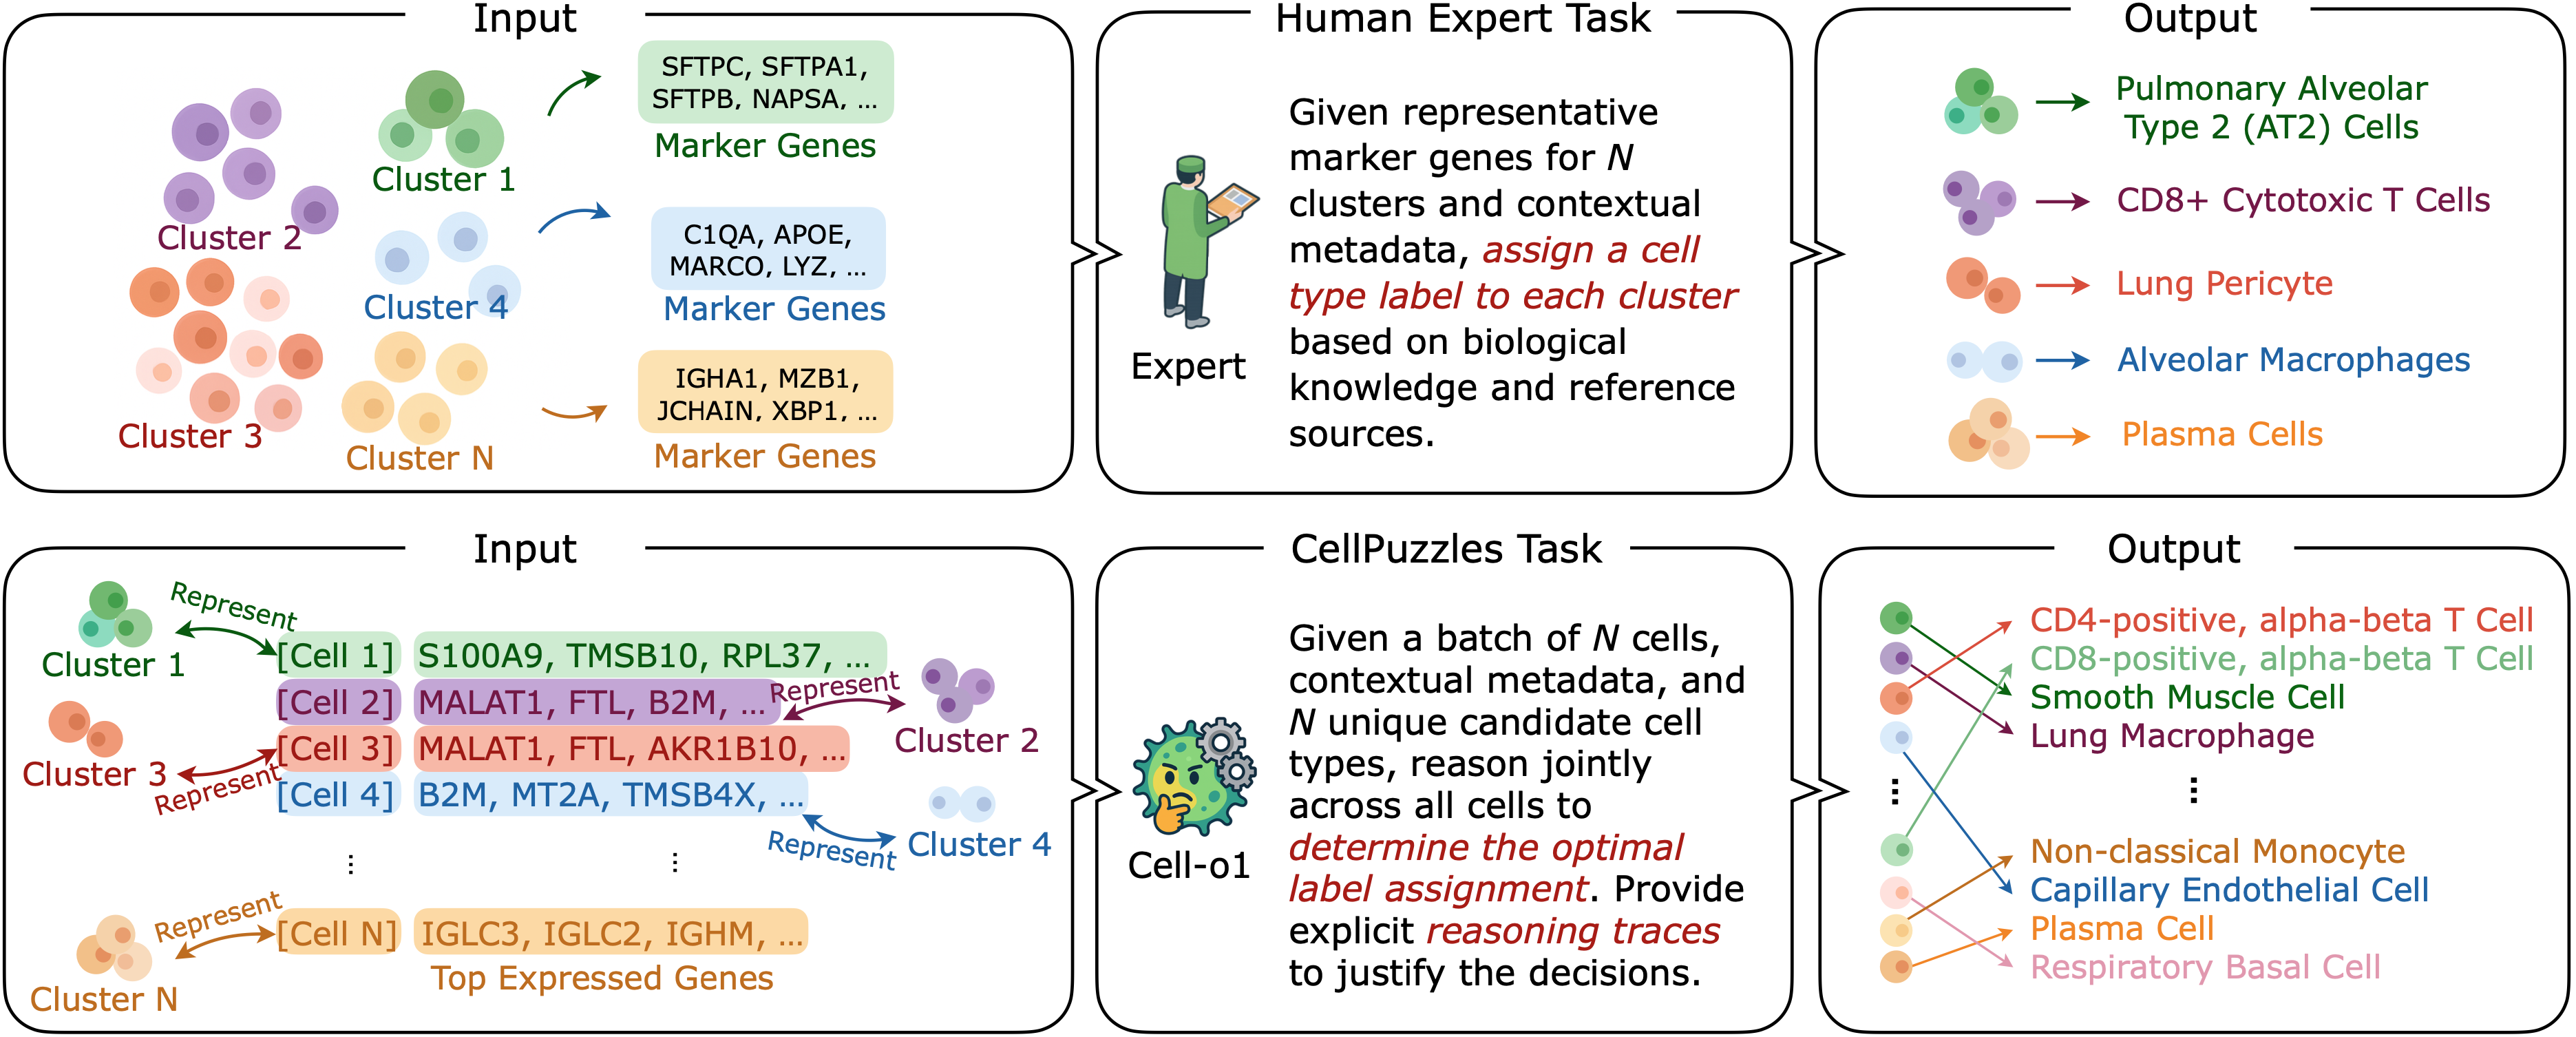 Input
SFTPC, SFTPA1,
SFTPB, NAPSA, ...
Marker Genes
Cluster 1
Cluster 2
C1QA, APOE,
MARCO, LYZ, ...
Marker Genes
Cluster 4
IGHA1, MZB1,
JCHAIN, XBP1, ...
Marker Genes
Cluster 3
Cluster N
Human Expert Task
Expert
Given representative
marker genes for N
clusters and contextual
metadata, assign a cell
type label to each cluster
based on biological
knowledge and reference
sources.
Output
Pulmonary Alveolar
Type 2 (AT2) Cells
CD8+ Cytotoxic T Cells
Lung Pericyte
Alveolar Macrophages
Plasma Cells
Input
Represent
Cluster 1
[Cell 1] S100A9, TMSB10, RPL37, ...
[Cell 2] MALAT1, FTL, B2M, ...
Represent
Cluster 2
[Cell 3] MALAT1, FTL, AKR1B10, ...
Cluster 3
Represent
[Cell 4] B2M, MT2A, TMSB4X, ...
Represent
Cluster 4
⋮ ⋮
Represent
[Cell N] IGLC3, IGLC2, IGHM, ...
Top Expressed Genes
Cluster N
CellPuzzles Task
Cell-o1
Given a batch of N cells,
contextual metadata, and
N unique candidate cell
types, reason jointly
across all cells to
determine the optimal
label assignment. Provide
explicit reasoning traces
to justify the decisions.
Output
CD4-positive, alpha-beta T Cell
CD8-positive, alpha-beta T Cell
Smooth Muscle Cell
Lung Macrophage
⋮ ⋮
Non-classical Monocyte
Capillary Endothelial Cell
Plasma Cell
Respiratory Basal Cell